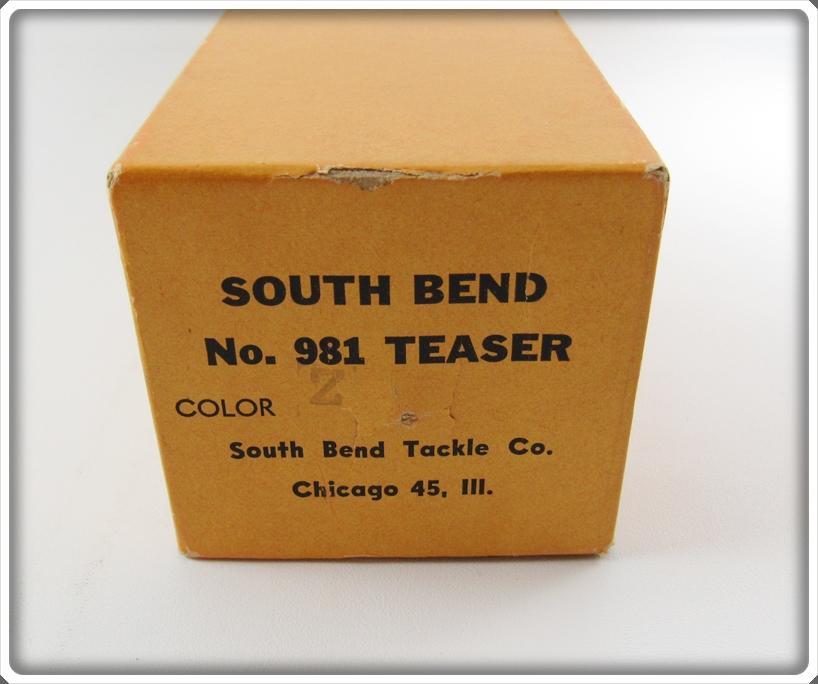 SOUTH BEND
No. 981 TEASER
COLOR Z
South Bend Tackle Co.
Chicago 45, Ill.